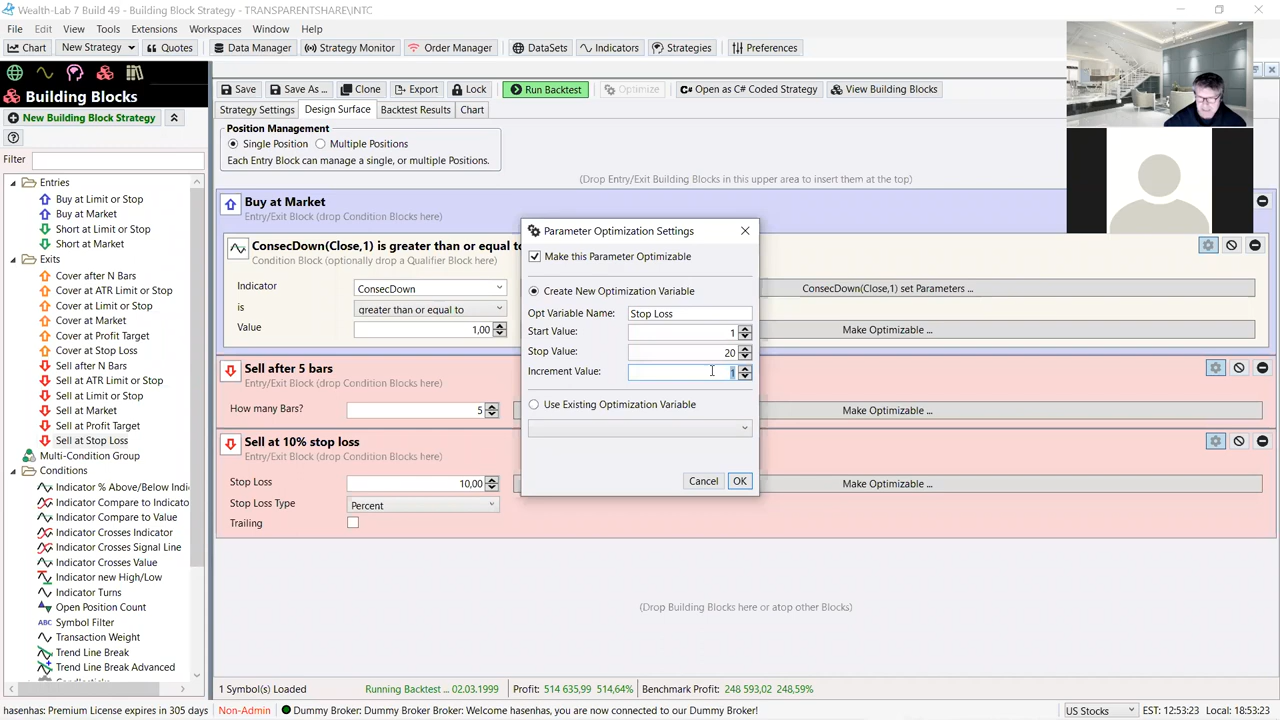 Wealth-Lab 7 Build 49 - Building Block Strategy - TRANSPARENTSHARE\INTC
File Edit View Tools Extensions Workspaces Window Help
Chart New Strategy Quotes Data Manager Strategy Monitor Order Manager DataSets Indicators Strategies Preferences
Building Blocks
New Building Block Strategy
Filter
Entries
Buy at Limit or Stop
Buy at Market
Short at Limit or Stop
Short at Market
Exits
Cover after N Bars
Cover at ATR Limit or Stop
Cover at Limit or Stop
Cover at Market
Cover at Profit Target
Cover at Stop Loss
Sell after N Bars
Sell at ATR Limit or Stop
Sell at Limit or Stop
Sell at Market
Sell at Profit Target
Sell at Stop Loss
Multi-Condition Group
Conditions
Indicator % Above/Below Indi
Indicator Compare to Indicato
Indicator Compare to Value
Indicator Crosses Indicator
Indicator Crosses Signal Line
Indicator Crosses Value
Indicator new High/Low
Indicator Turns
Open Position Count
ABC Symbol Filter
Transaction Weight
Trend Line Break
Trend Line Break Advanced
Save Save As ... Clone Export Lock Run Backtest Optimize Open as C# Coded Strategy View Building Blocks
Strategy Settings Design Surface Backtest Results Chart
Position Management
Single Position Multiple Positions
Each Entry Block can manage a single, or multiple Positions.
(Drop Entry/Exit Building Blocks in this upper area to insert them at the top)
Buy at Market
Entry/Exit Block (drop Condition Blocks here)
ConsecDown(Close,1) is greater than or equal to
Condition Block (optionally drop a Qualifier Block here)
Indicator ConsecDown ConsecDown(Close,1) set Parameters ...
is greater than or equal to
Value 1,00 Make Optimizable ...
Sell after 5 bars
Entry/Exit Block (drop Condition Blocks here)
How many Bars? 5 Make Optimizable ...
Sell at 10% stop loss
Entry/Exit Block (drop Condition Blocks here)
Stop Loss 10,00 Make Optimizable ...
Stop Loss Type Percent
Trailing
(Drop Building Blocks here or atop other Blocks)
Parameter Optimization Settings
Make this Parameter Optimizable
Create New Optimization Variable
Opt Variable Name: Stop Loss
Start Value: 1
Stop Value: 20
Increment Value: 1
Use Existing Optimization Variable
Cancel OK
1 Symbol(s) Loaded Running Backtest ... 02.03.1999 Profit: 514 635,99 514,64% Benchmark Profit: 248 593,02 248,59%
hasenhas: Premium License expires in 305 days Non-Admin Dummy Broker: Dummy Broker Broker: Welcome hasenhas, you are now connected to our Dummy Broker! US Stocks EST: 12:53:23 Local: 18:53:23